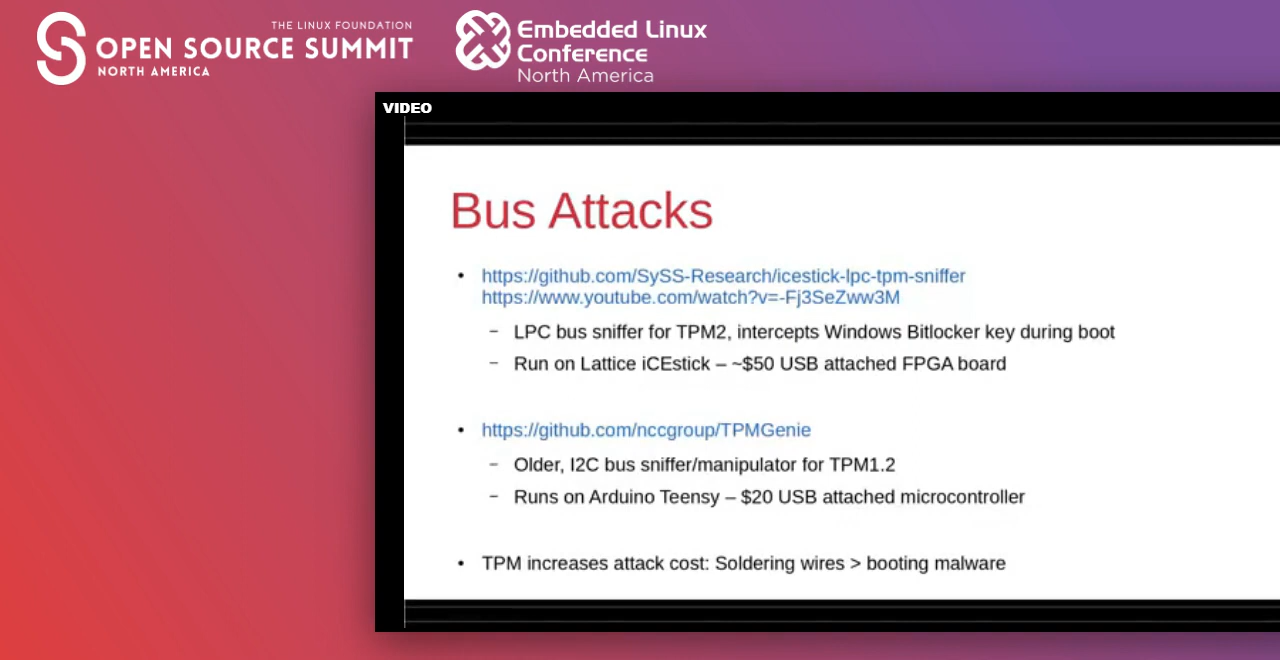 THE LINUX FOUNDATION
OPEN SOURCE SUMMIT
NORTH AMERICA
Embedded Linux
Conference
North America
VIDEO
Bus Attacks
• https://github.com/SySS-Research/icestick-lpc-tpm-sniffer
https://www.youtube.com/watch?v=-Fj3SeZww3M
– LPC bus sniffer for TPM2, intercepts Windows Bitlocker key during boot
– Run on Lattice iCEstick – ~$50 USB attached FPGA board
• https://github.com/nccgroup/TPMGenie
– Older, I2C bus sniffer/manipulator for TPM1.2
– Runs on Arduino Teensy – $20 USB attached microcontroller
• TPM increases attack cost: Soldering wires > booting malware